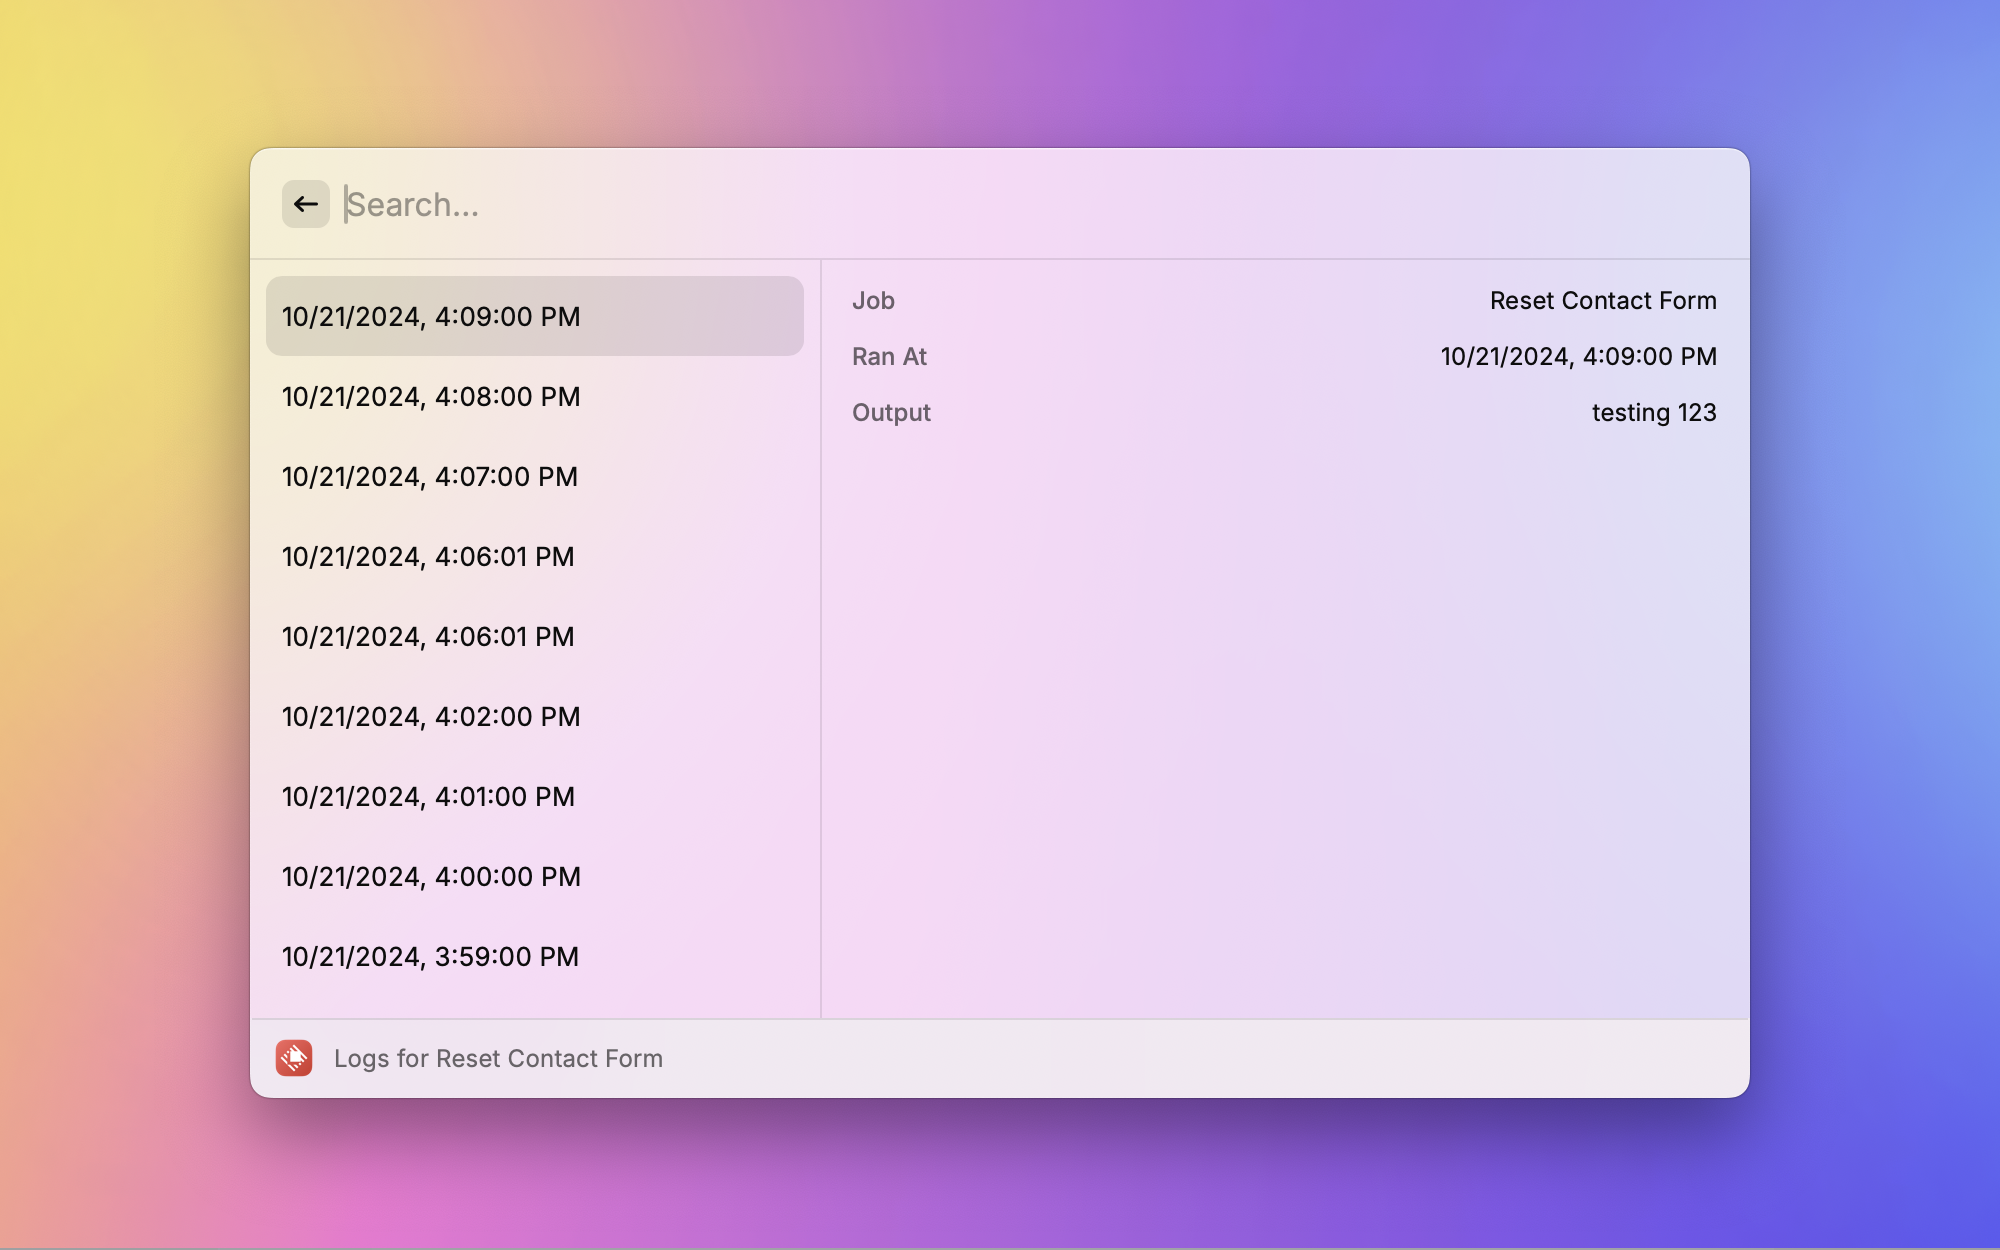 Search...
10/21/2024, 4:09:00 PM
10/21/2024, 4:08:00 PM
10/21/2024, 4:07:00 PM
10/21/2024, 4:06:01 PM
10/21/2024, 4:06:01 PM
10/21/2024, 4:02:00 PM
10/21/2024, 4:01:00 PM
10/21/2024, 4:00:00 PM
10/21/2024, 3:59:00 PM
Job Reset Contact Form
Ran At 10/21/2024, 4:09:00 PM
Output testing 123
Logs for Reset Contact Form